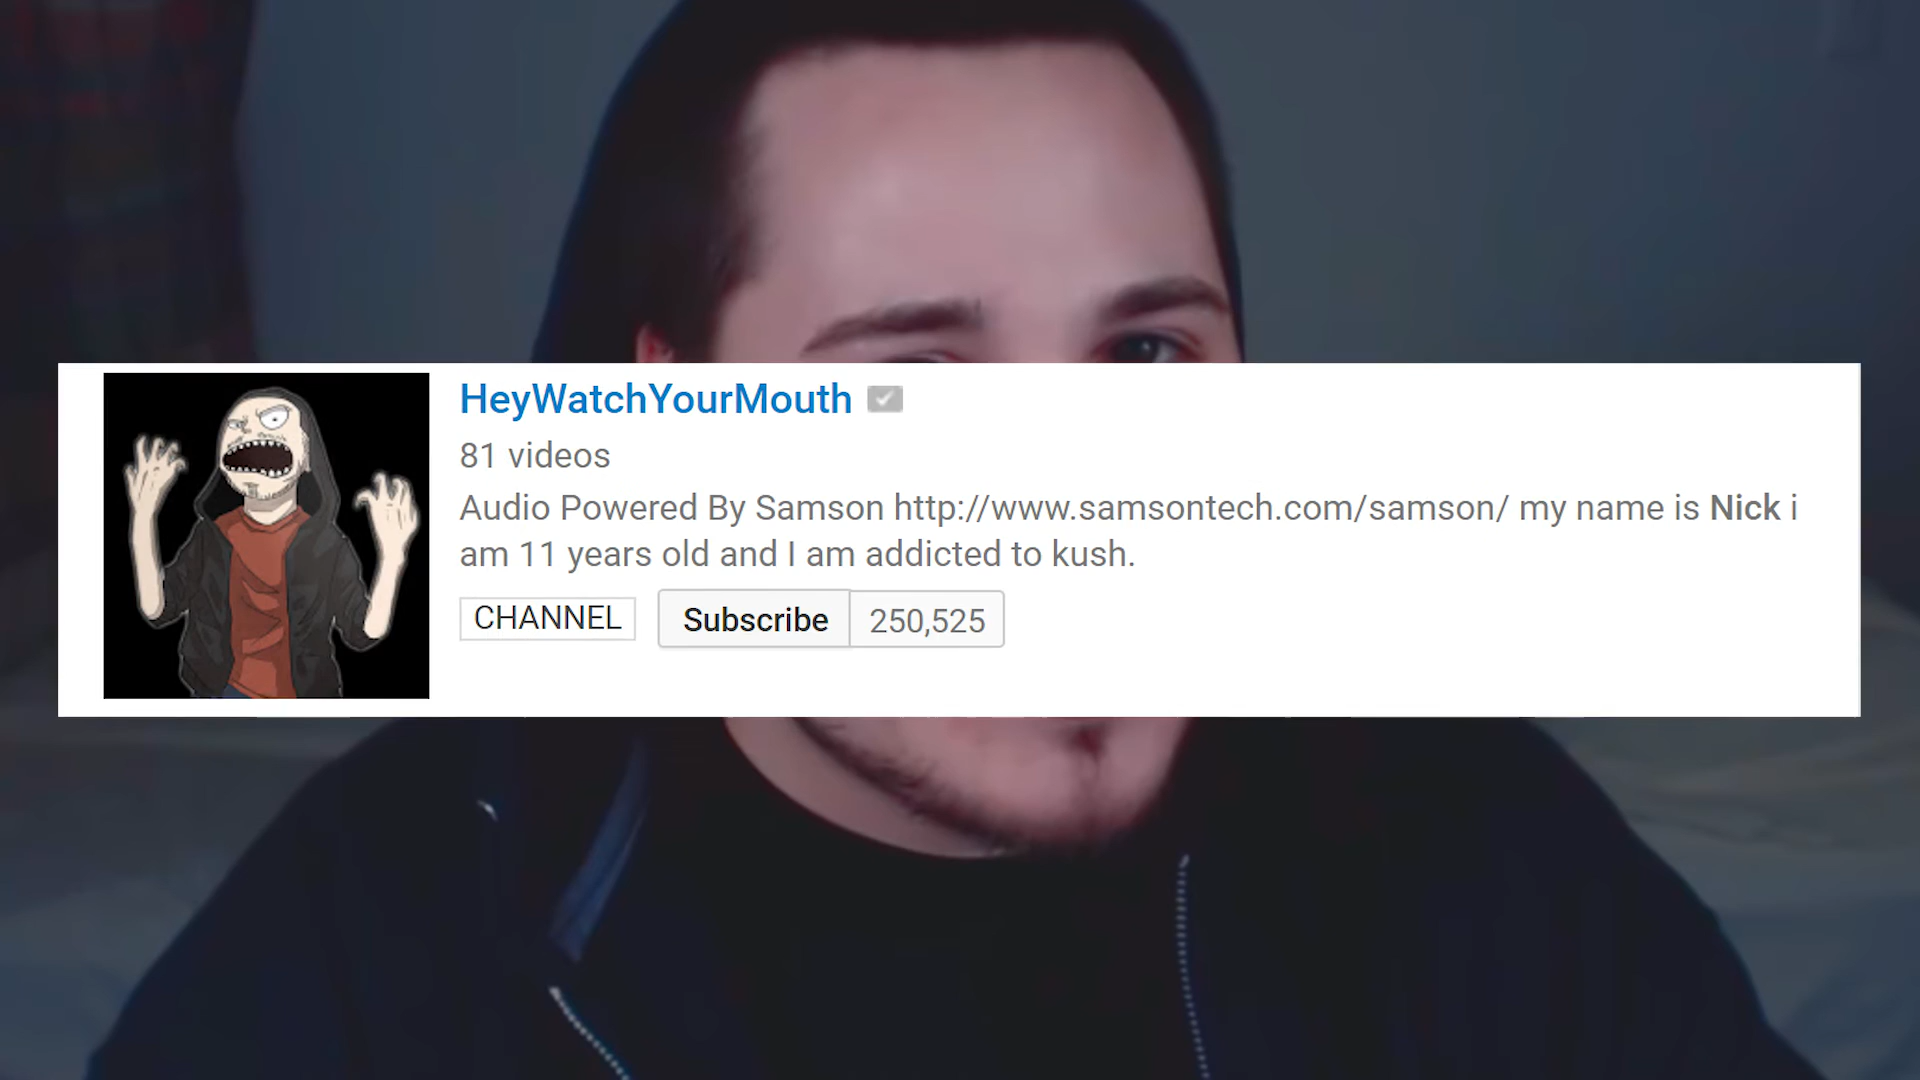 HeyWatchYourMouth
81 videos
Audio Powered By Samson http://www.samsontech.com/samson/ my name is Nick i
am 11 years old and I am addicted to kush.
CHANNEL Subscribe 250,525